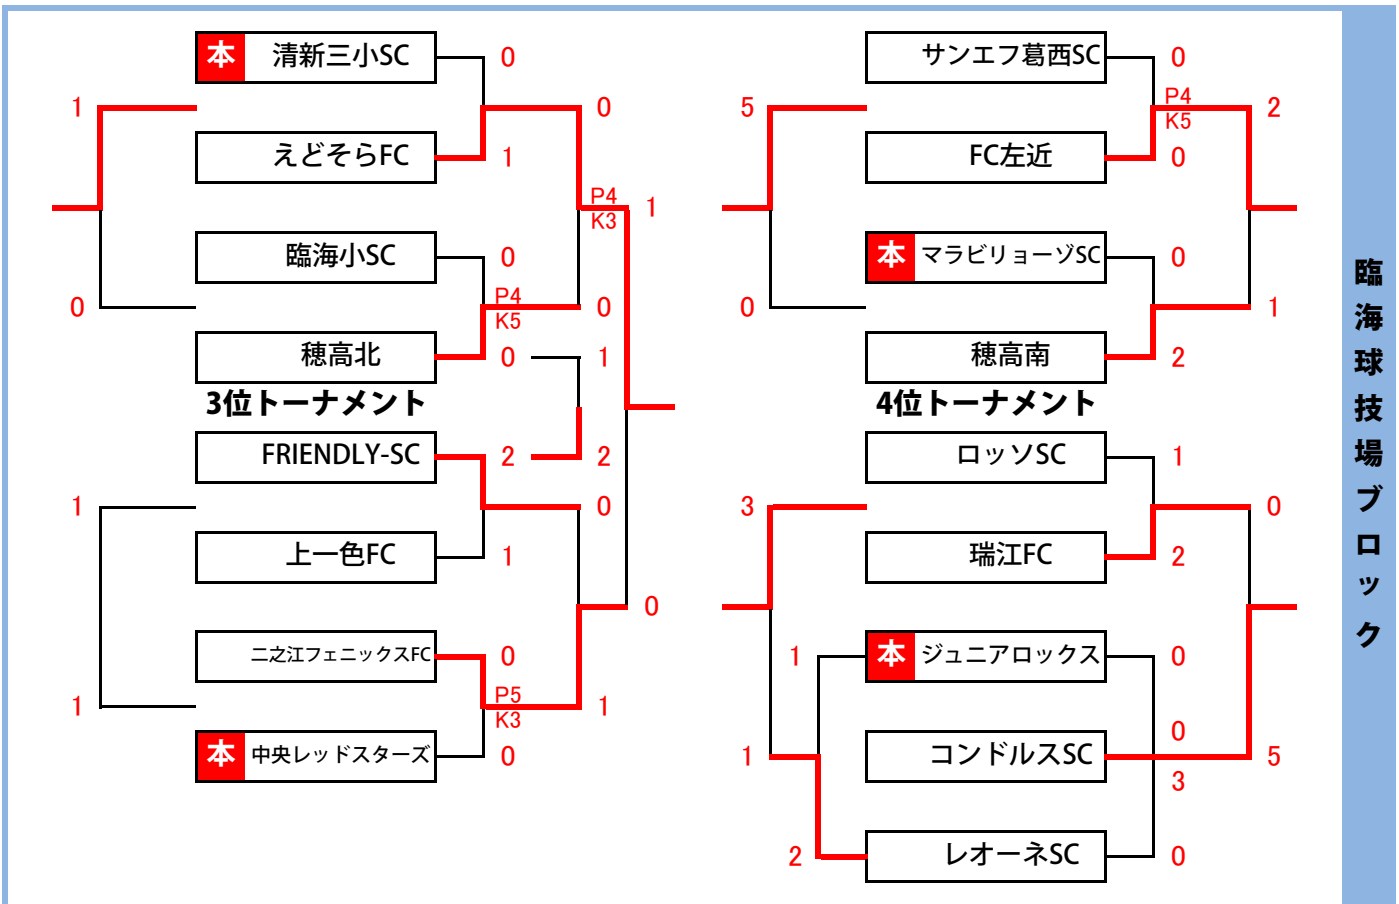 本 清新三小SC 0
1 0
えどそらFC 1
P4
K3 1
臨海小SC 0
0 P4 0
K5
穂高北 0 1
3位トーナメント
FRIENDLY-SC 2 2
1 0
上一色FC 1
0
二之江フェニックスFC 0
1 P5 1
K3
本 中央レッドスターズ 0
サンエフ葛西SC 0
5 P4 2
K5
FC左近 0
本 マラビリョーゾSC 0
0 1
穂高南 2
4位トーナメント
ロッソSC 1
3 0
瑞江FC 2
1 本 ジュニアロックス 0
0
1 コンドルスSC 5
3
2 レオーネSC 0
臨海球技場ブロック